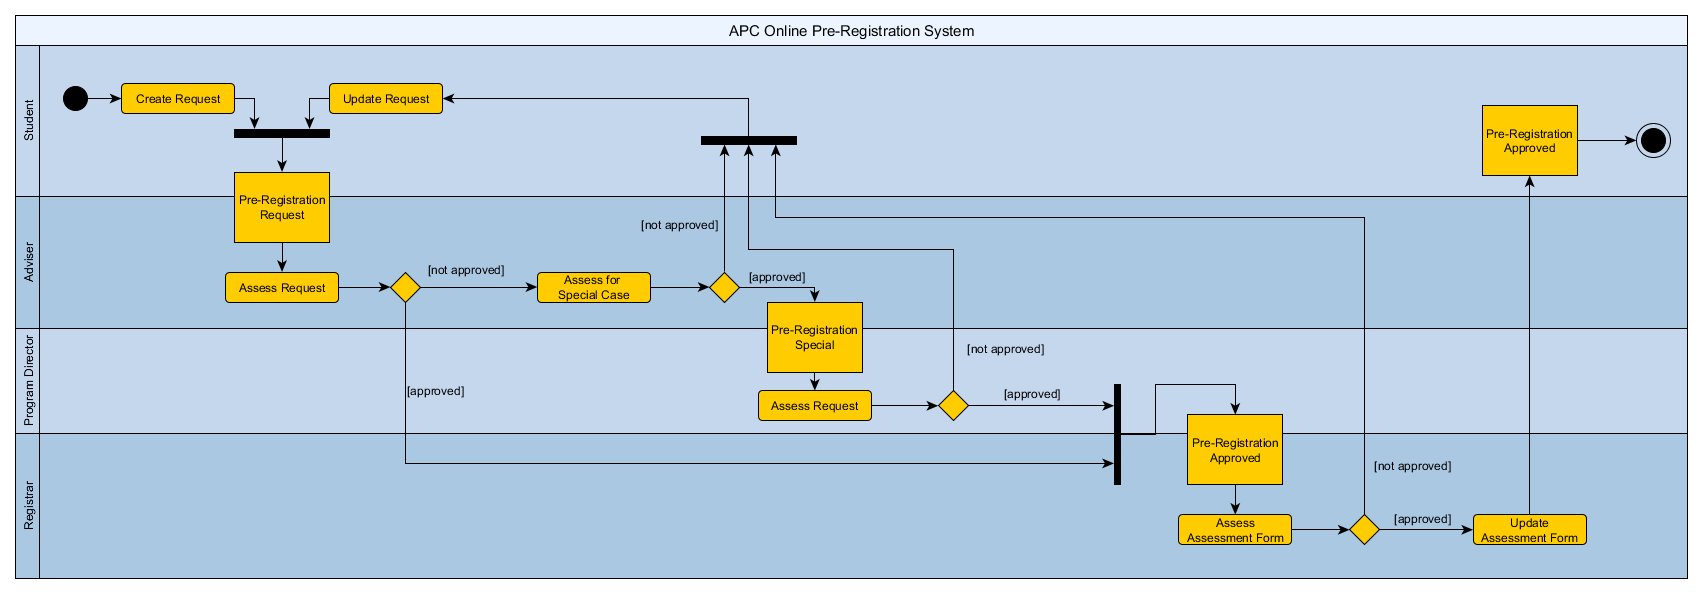 APC Online Pre-Registration System
Student
Create Request
Update Request
Pre-Registration
Approved
Pre-Registration
Request
Adviser
[not approved]
Assess Request
[not approved]
Assess for
Special Case
[approved]
Pre-Registration
Special
Program Director
[not approved]
[approved]
Assess Request
[approved]
Pre-Registration
Approved
Registrar
[not approved]
Assess
Assessment Form
[approved]
Update
Assessment Form